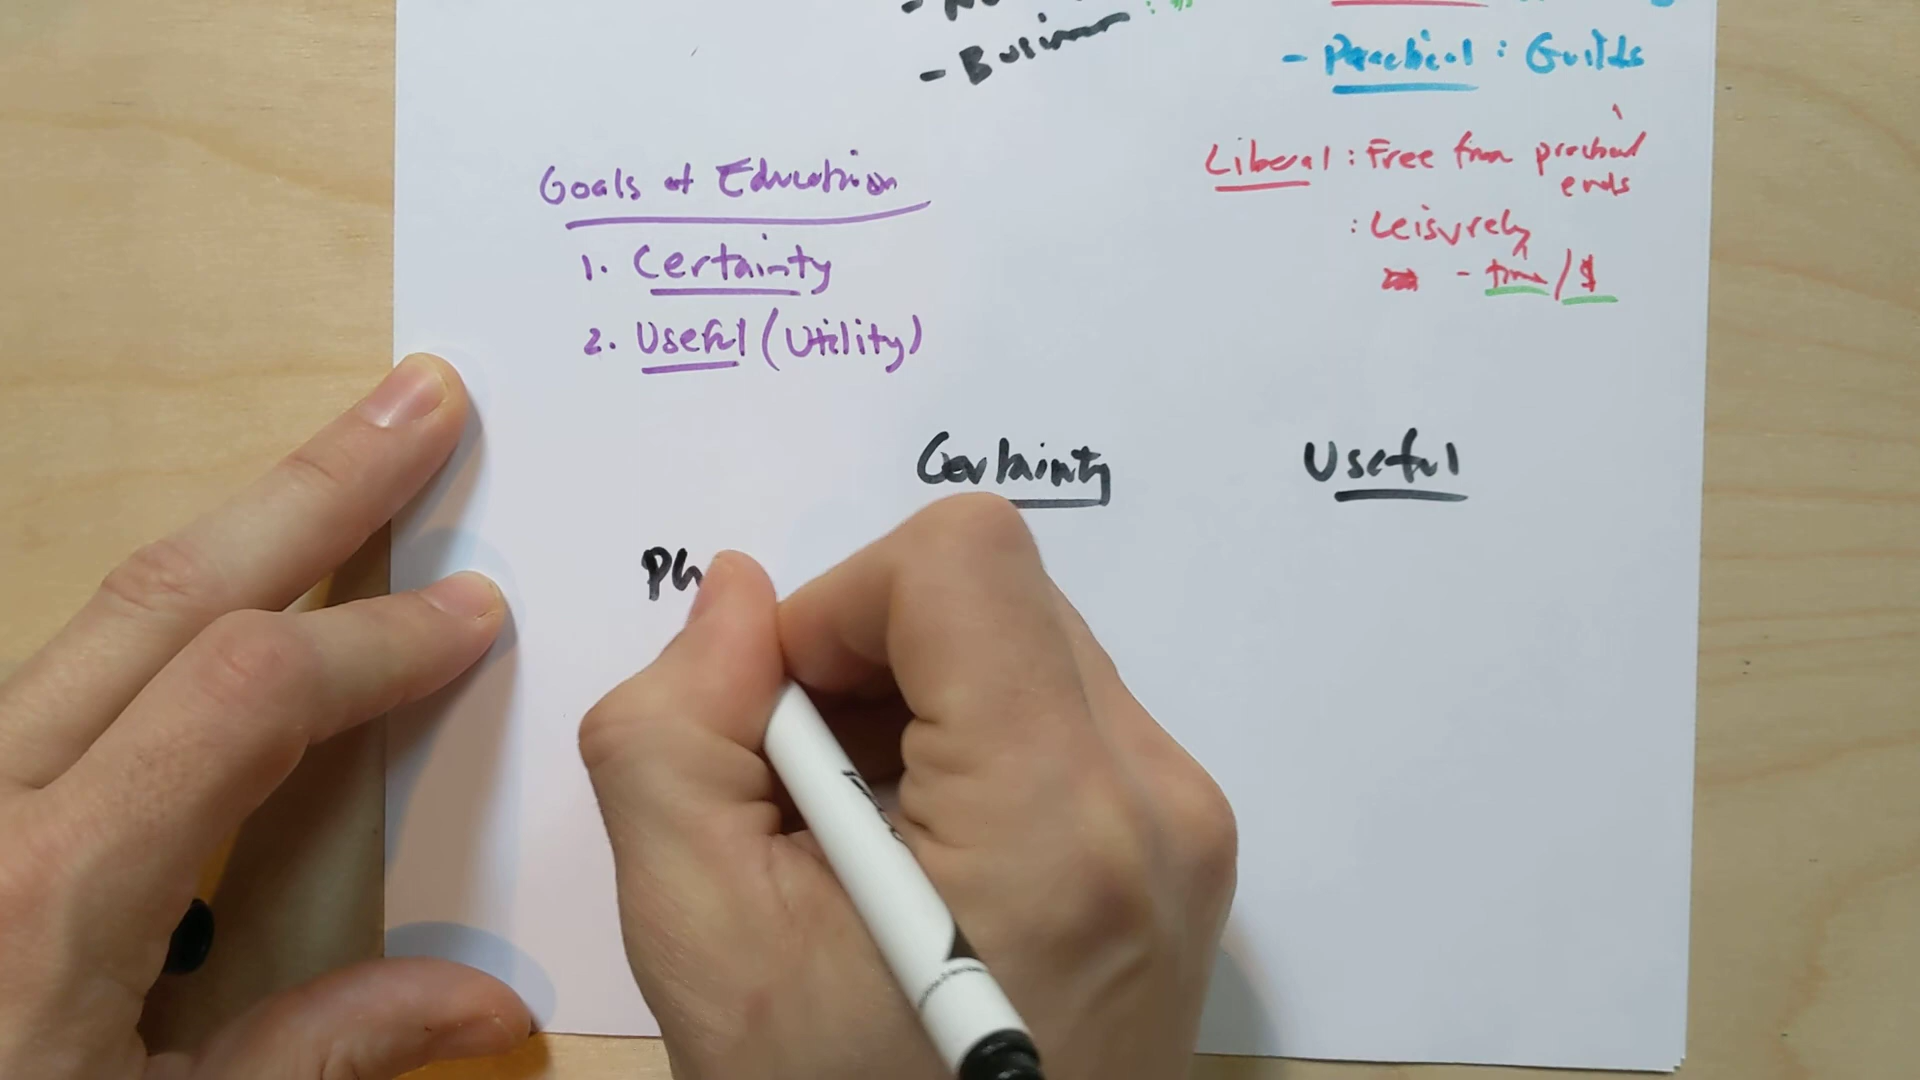 - Business :
- Practical : Guilds
Liberal : Free from practical
ends
: Leisurely
- time / $
Goals of Education
1. Certainty
2. Useful (Utility)
Certainty Useful
Ph